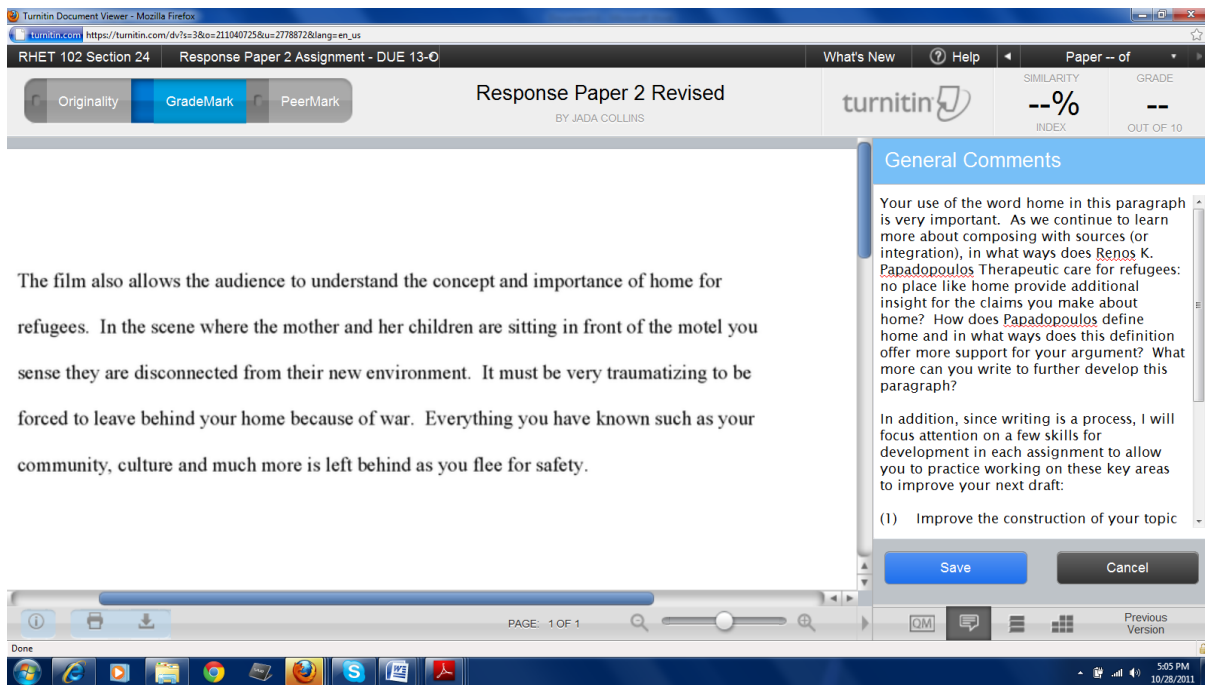 Turnitin Document Viewer - Mozilla Firefox
turnitin.com https://turnitin.com/dv?s=3&o=211040725&u=2778872&lang=en_us
RHET 102 Section 24 Response Paper 2 Assignment - DUE 13-O What's New ? Help Paper -- of
Originality GradeMark PeerMark
Response Paper 2 Revised
BY JADA COLLINS
turnitin
SIMILARITY
--%
INDEX
GRADE
--
OUT OF 10
The film also allows the audience to understand the concept and importance of home for
refugees. In the scene where the mother and her children are sitting in front of the motel you
sense they are disconnected from their new environment. It must be very traumatizing to be
forced to leave behind your home because of war. Everything you have known such as your
community, culture and much more is left behind as you flee for safety.
General Comments
Your use of the word home in this paragraph
is very important. As we continue to learn
more about composing with sources (or
integration), in what ways does Renos K.
Papadopoulos Therapeutic care for refugees:
no place like home provide additional
insight for the claims you make about
home? How does Papadopoulos define
home and in what ways does this definition
offer more support for your argument? What
more can you write to further develop this
paragraph?
In addition, since writing is a process, I will
focus attention on a few skills for
development in each assignment to allow
you to practice working on these key areas
to improve your next draft:
(1) Improve the construction of your topic
Save Cancel
PAGE: 1 OF 1
QM
Previous
Version
Done
S W
5:05 PM
10/28/2011